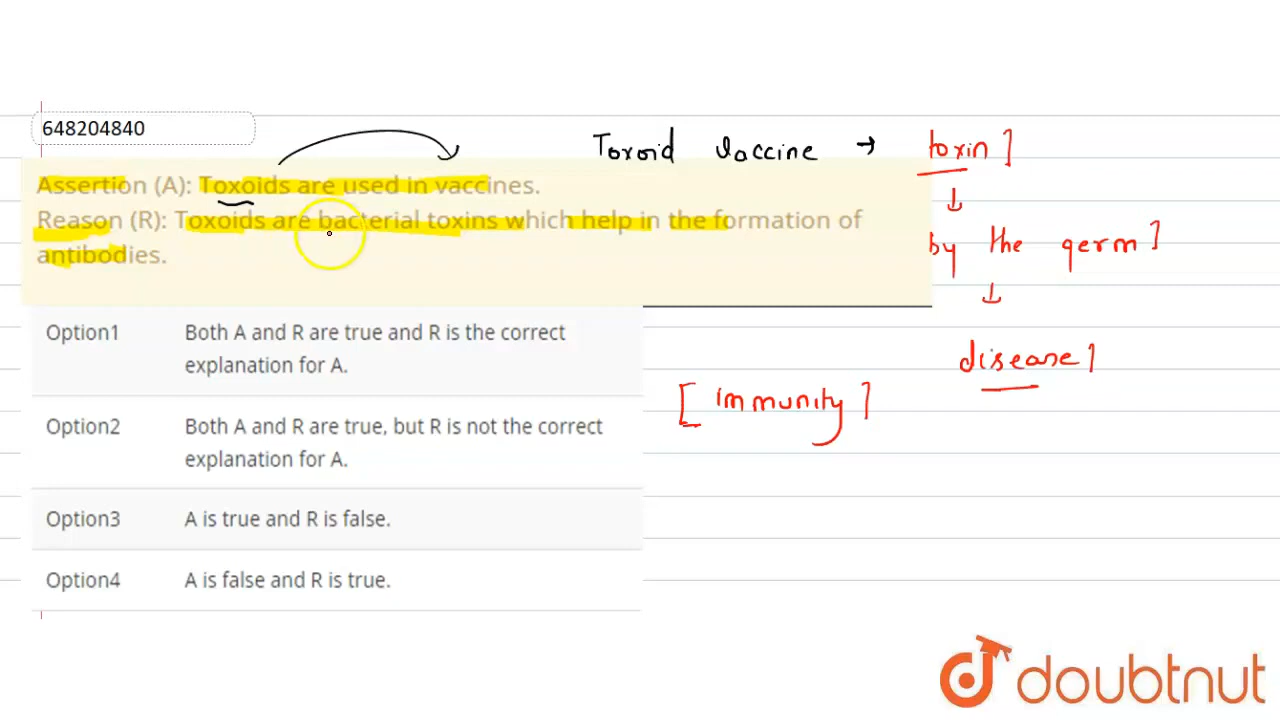 648204840
Toxoid Vaccine → toxin]
Assertion (A): Toxoids are used in vaccines.
Reason (R): Toxoids are bacterial toxins which help in the formation of
antibodies.
by the germ]
disease]
[immunity]
Option1 Both A and R are true and R is the correct
explanation for A.
Option2 Both A and R are true, but R is not the correct
explanation for A.
Option3 A is true and R is false.
Option4 A is false and R is true.
doubtnut